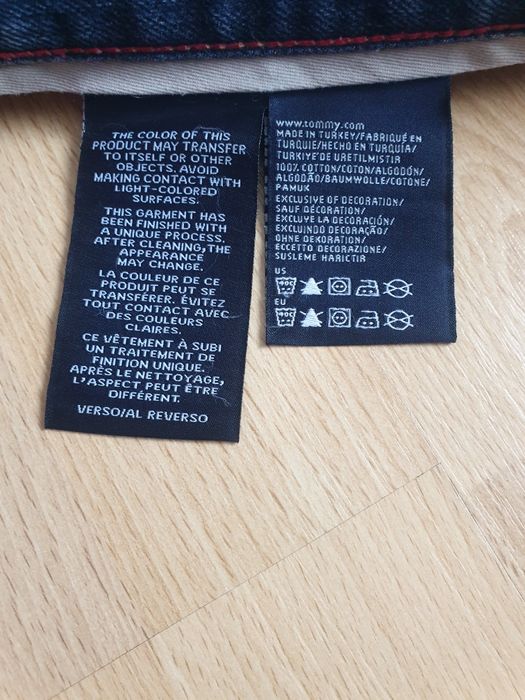 THE COLOR OF THIS
PRODUCT MAY TRANSFER
TO ITSELF OR OTHER
OBJECTS. AVOID
MAKING CONTACT WITH
LIGHT-COLORED
SURFACES.
THIS GARMENT HAS
BEEN FINISHED WITH
A UNIQUE PROCESS.
AFTER CLEANING, THE
APPEARANCE
MAY CHANGE.
LA COULEUR DE CE
PRODUIT PEUT SE
TRANSFÉRER. ÉVITEZ
TOUT CONTACT AVEC
DES COULEURS
CLAIRES.
CE VÊTEMENT À SUBI
UN TRAITEMENT DE
FINITION UNIQUE.
APRÈS LE NETTOYAGE,
L'ASPECT PEUT ÊTRE
DIFFÉRENT.
VERSO/AL REVERSO
www.tommy.com
MADE IN TURKEY/FABRIQUÉ EN
TURQUIE/HECHO EN TURQUÍA/
TURKIYE'DE URETILMISTIR
100% COTTON/COTON/ALGODÓN/
ALGODÃO/BAUMWOLLE/COTONE/
PAMUK
EXCLUSIVE OF DECORATION/
SAUF DÉCORATION/
EXCLUYE LA DECORACIÓN/
EXCLUINDO DECORAÇÃO/
OHNE DEKORATION/
ECCETTO DECORAZIONE/
SUSLEME HARICTIR
US
EU